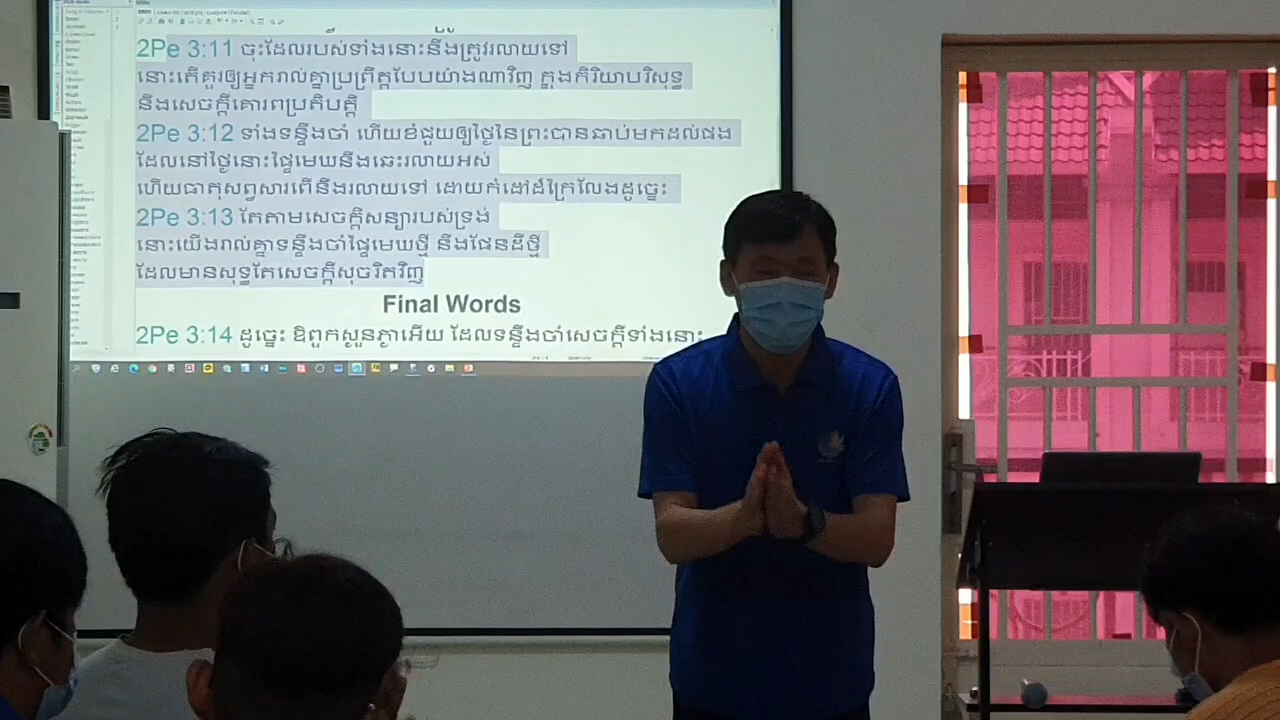 2Pe 3:11 ចុះដែលរបស់ទាំងនោះនឹងត្រូវរលាយទៅ
នោះតើគួរឲ្យអ្នករាល់គ្នាប្រព្រឹត្តបែបយ៉ាងណាវិញ ក្នុងកិរិយាបរិសុទ្ធ
នឹងសេចក្ដីគោរពប្រតិបត្តិ
2Pe 3:12 ទាំងទន្ទឹងចាំ ហើយខំជួយឲ្យថ្ងៃនៃព្រះបានឆាប់មកដល់ផង
ដែលនៅថ្ងៃនោះផ្ទៃមេឃនឹងឆេះរលាយអស់
ហើយធាតុសព្វសារពើនឹងរលាយទៅ ដោយកំដៅដ៏ក្រៃលែងដូច្នេះ
2Pe 3:13 តែតាមសេចក្ដីសន្យារបស់ទ្រង់
នោះយើងរាល់គ្នាទន្ទឹងចាំផ្ទៃមេឃថ្មី នឹងផែនដីថ្មី
ដែលមានសុទ្ធតែសេចក្ដីសុចរិតវិញ
Final Words
2Pe 3:14 ដូច្នេះ ឱពួកស្ងួនភ្ងាអើយ ដែលទន្ទឹងចាំសេចក្ដីទាំងនោះ